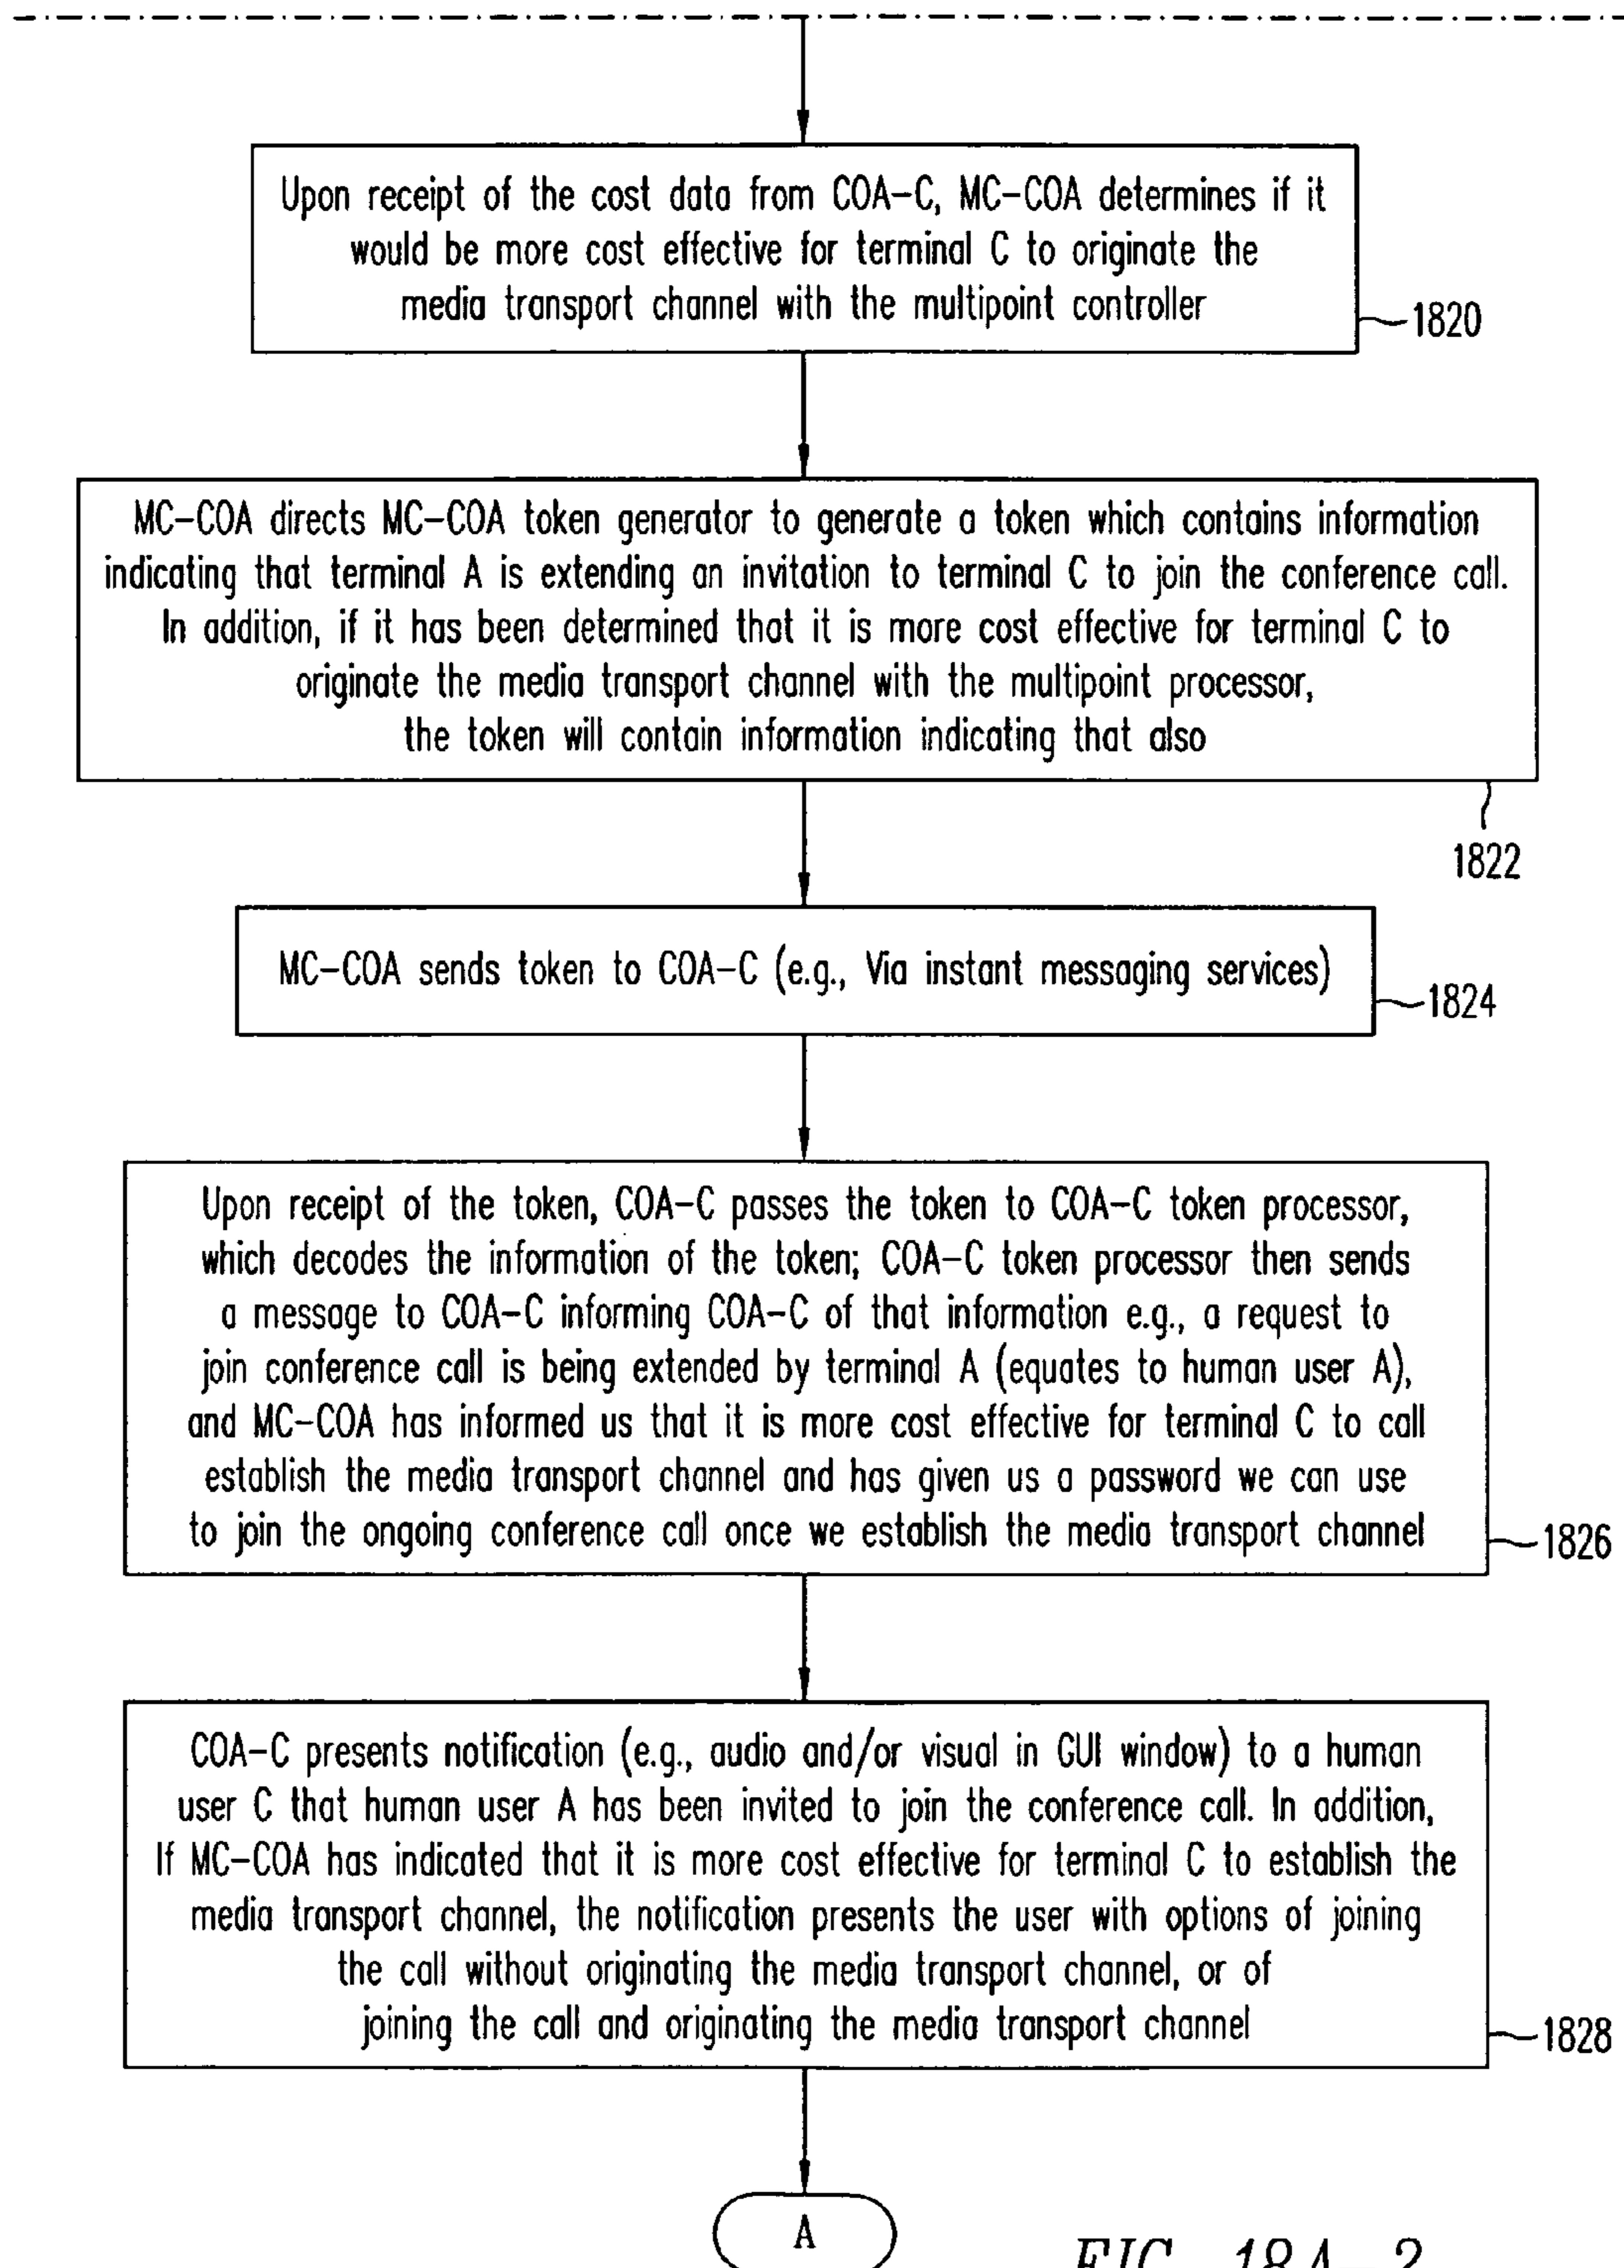 Upon receipt of the cost data from COA-C, MC-COA determines if it
would be more cost effective for terminal C to originate the
media transport channel with the multipoint controller
1820
MC-COA directs MC-COA token generator to generate a token which contains information
indicating that terminal A is extending an invitation to terminal C to join the conference call.
In addition, if it has been determined that it is more cost effective for terminal C to
originate the media transport channel with the multipoint processor,
the token will contain information indicating that also
1822
MC-COA sends token to COA-C (e.g., Via instant messaging services)
1824
Upon receipt of the token, COA-C passes the token to COA-C token processor,
which decodes the information of the token; COA-C token processor then sends
a message to COA-C informing COA-C of that information e.g., a request to
join conference call is being extended by terminal A (equates to human user A),
and MC-COA has informed us that it is more cost effective for terminal C to call
establish the media transport channel and has given us a password we can use
to join the ongoing conference call once we establish the media transport channel
1826
COA-C presents notification (e.g., audio and/or visual in GUI window) to a human
user C that human user A has been invited to join the conference call. In addition,
If MC-COA has indicated that it is more cost effective for terminal C to establish the
media transport channel, the notification presents the user with options of joining
the call without originating the media transport channel, or of
joining the call and originating the media transport channel
1828
A
FIG. 18A-2